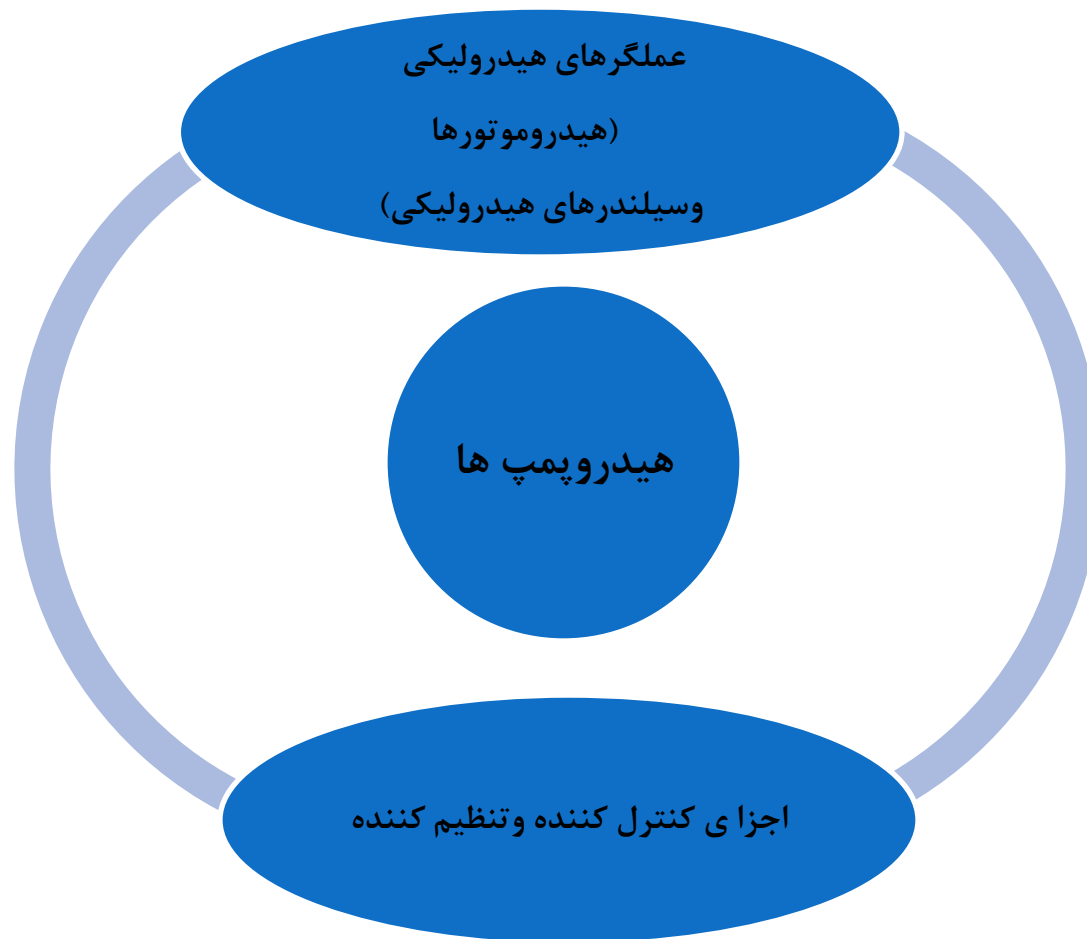 عملگرهای هیدرولیکی
(هیدروموتورها
وسیلندرهای هیدرولیکی)
هیدروپمپ ها
اجزا ی کنترل کننده وتنظیم کننده